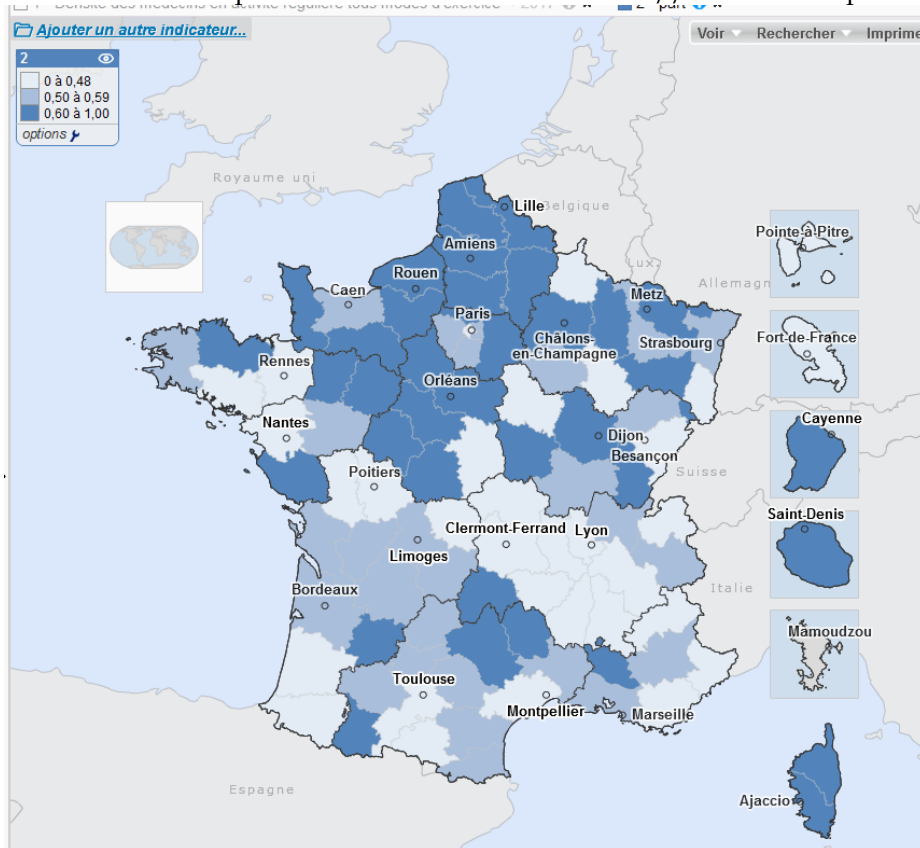 Ajouter un autre indicateur...
Voir Rechercher Imprime
2
0 à 0,48
0,50 à 0,59
0,60 à 1,00
options
Royaume uni
Belgique
Lux.
Allemagn
Suisse
Italie
Espagne
Lille
Amiens
Rouen
Caen
Paris
Metz
Châlons-
en-Champagne
Strasbourg
Rennes
Orléans
Nantes
Dijon
Besançon
Poitiers
Clermont-Ferrand
Lyon
Limoges
Bordeaux
Toulouse
Montpellier
Marseille
Pointe-à-Pitre
Fort-de-France
Cayenne
Saint-Denis
Mamoudzou
Ajaccio